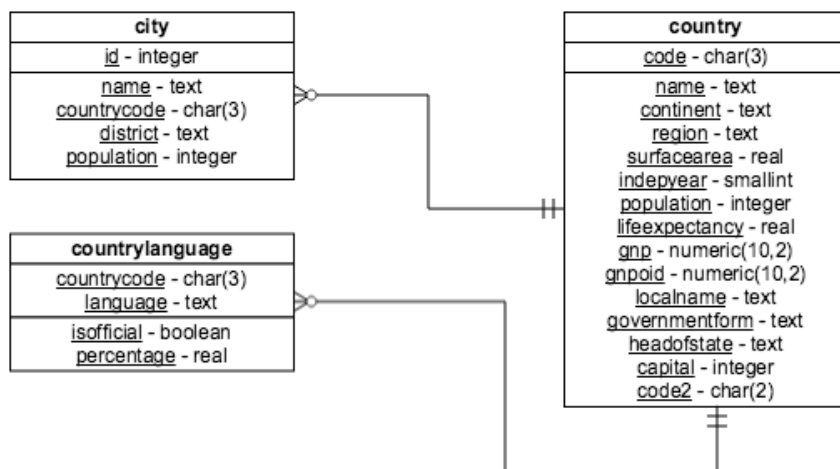 city
id - integer
name - text
countrycode - char(3)
district - text
population - integer
countrylanguage
countrycode - char(3)
language - text
isofficial - boolean
percentage - real
country
code - char(3)
name - text
continent - text
region - text
surfacearea - real
indepyear - smallint
population - integer
lifeexpectancy - real
gnp - numeric(10,2)
gnpoid - numeric(10,2)
localname - text
governmentform - text
headofstate - text
capital - integer
code2 - char(2)